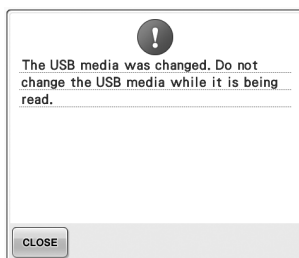 The USB media was changed. Do not
change the USB media while it is being
read.
CLOSE